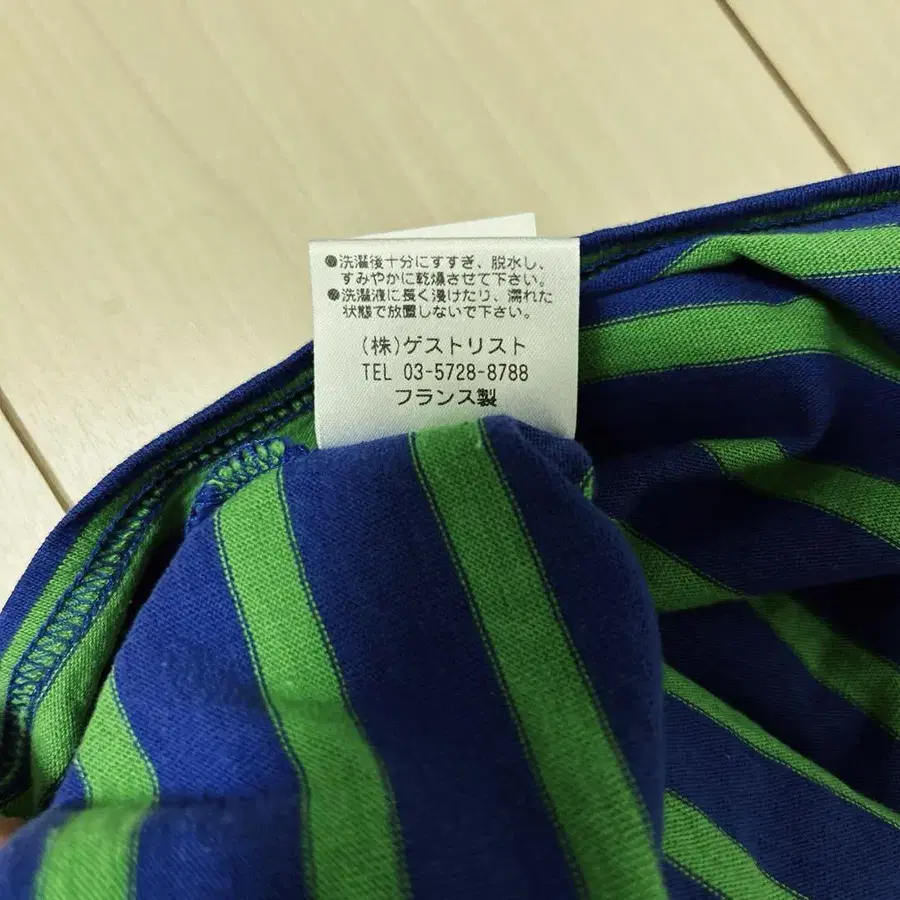 ●洗濯後十分にすすぎ、脱水し、
すみやかに乾燥させて下さい。
●洗濯液に長く浸けたり、濡れた
状態で放置しないで下さい。
(株)ゲストリスト
TEL 03-5728-8788
フランス製